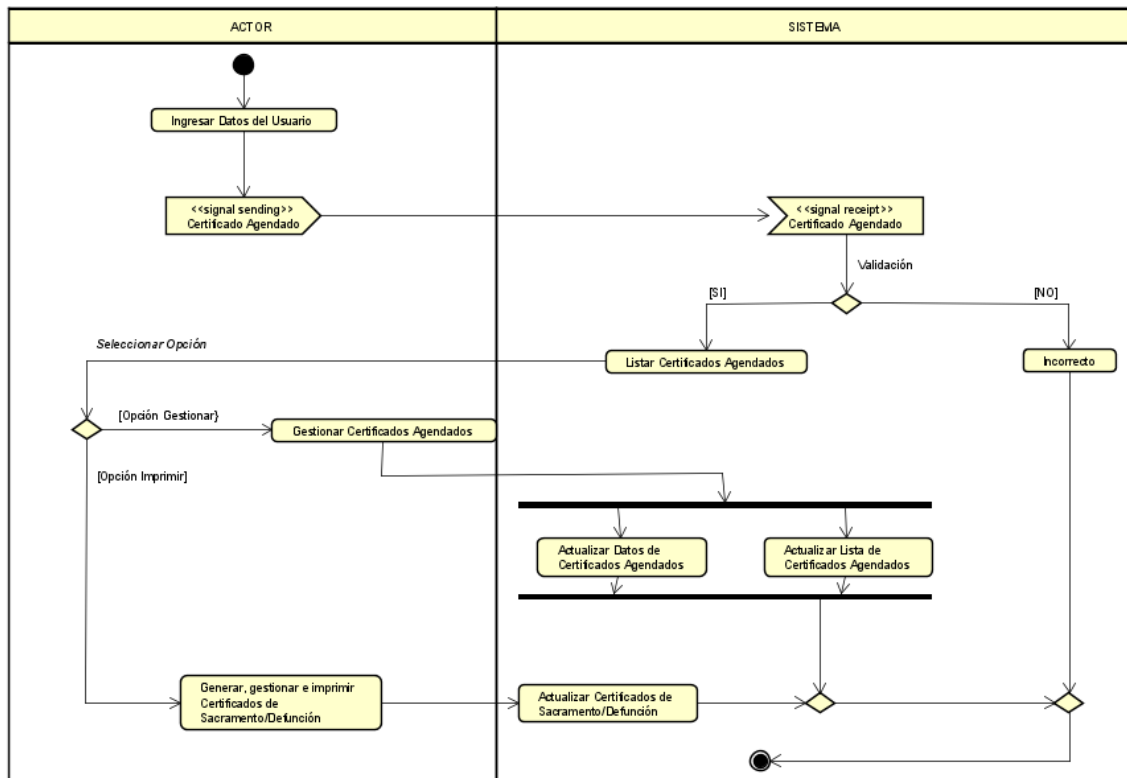 ACTOR
SISTEMA
Ingresar Datos del Usuario
<<signal sending>>
Certificado Agendado
<<signal receipt>>
Certificado Agendado
Validación
[SI]
[NO]
Seleccionar Opción
Listar Certificados Agendados
Incorrecto
[Opción Gestionar}
Gestionar Certificados Agendados
[Opción Imprimir]
Actualizar Datos de
Certificados Agendados
Actualizar Lista de
Certificados Agendados
Generar, gestionar e imprimir
Certificados de
Sacramento/Defunción
Actualizar Certificados de
Sacramento/Defunción